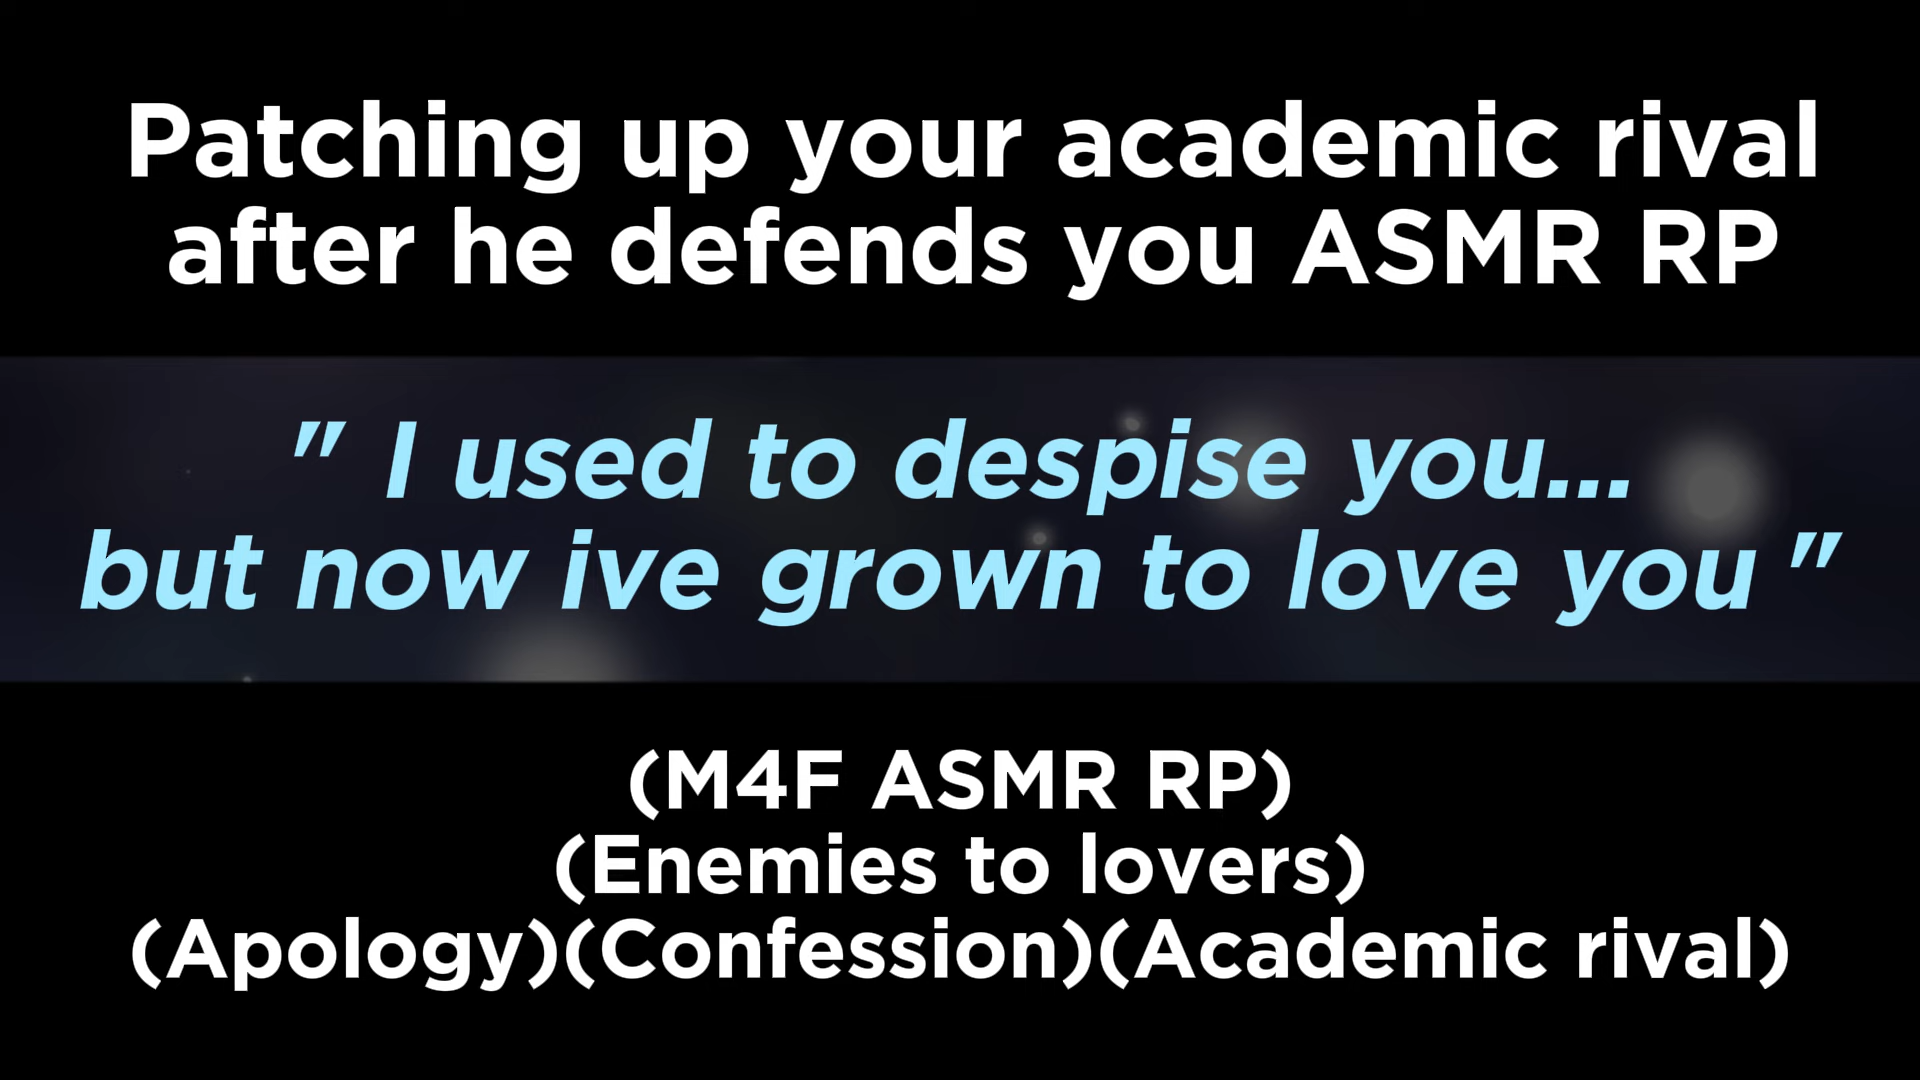 Patching up your academic rival
after he defends you ASMR RP
" I used to despise you...
but now ive grown to love you "
(M4F ASMR RP)
(Enemies to lovers)
(Apology)(Confession)(Academic rival)